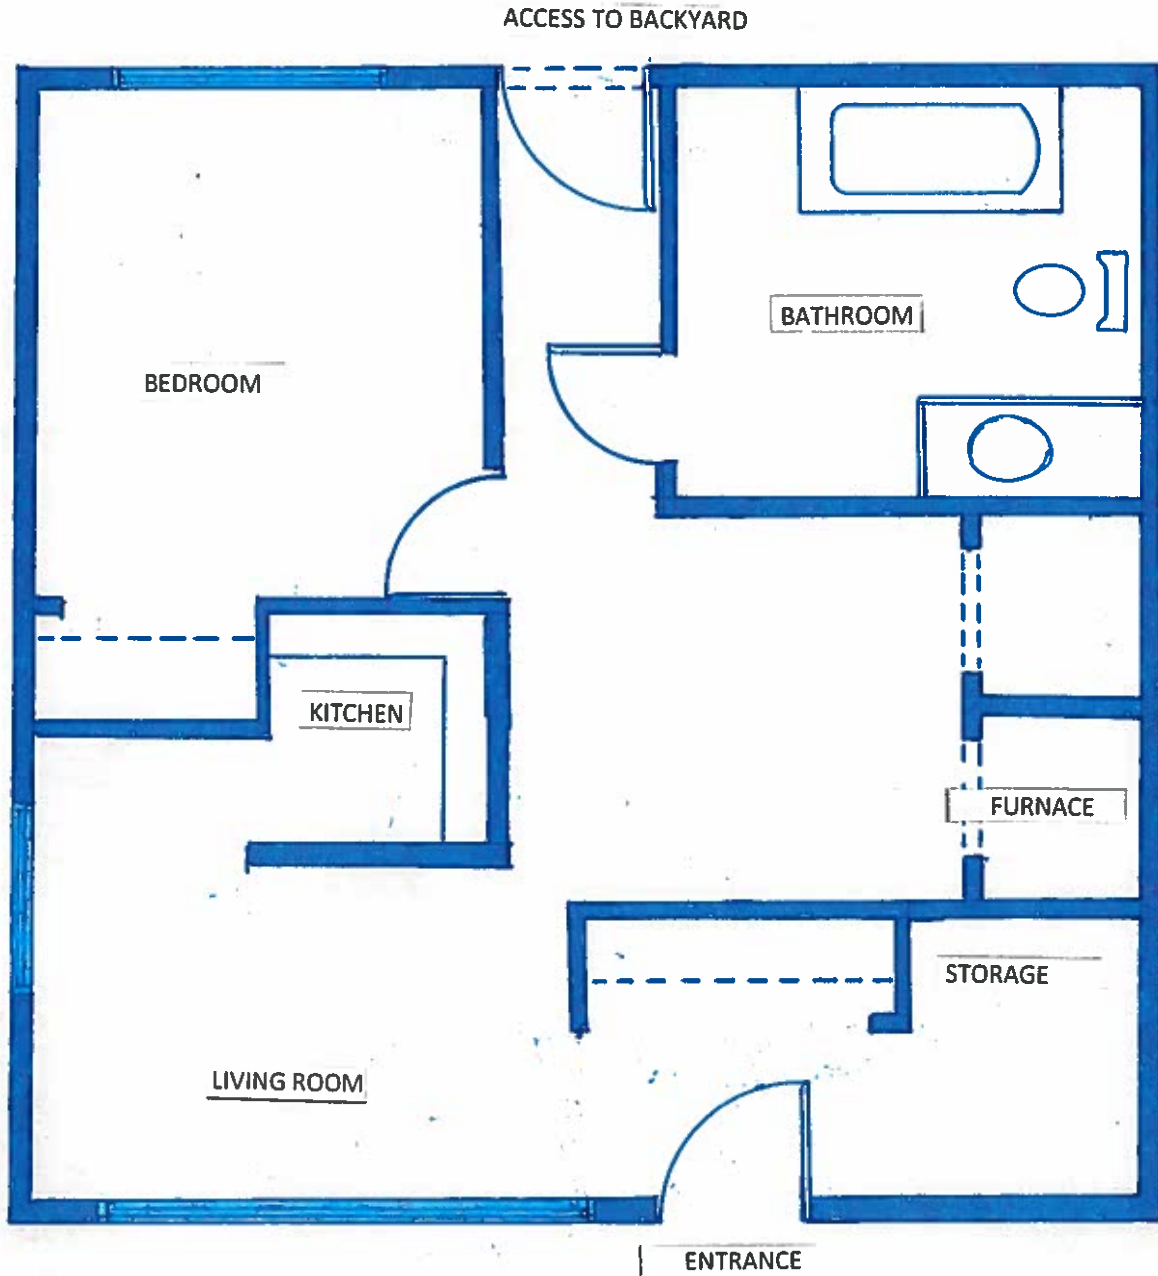 ACCESS TO BACKYARD
BATHROOM
BEDROOM
KITCHEN
FURNACE
STORAGE
LIVING ROOM
ENTRANCE